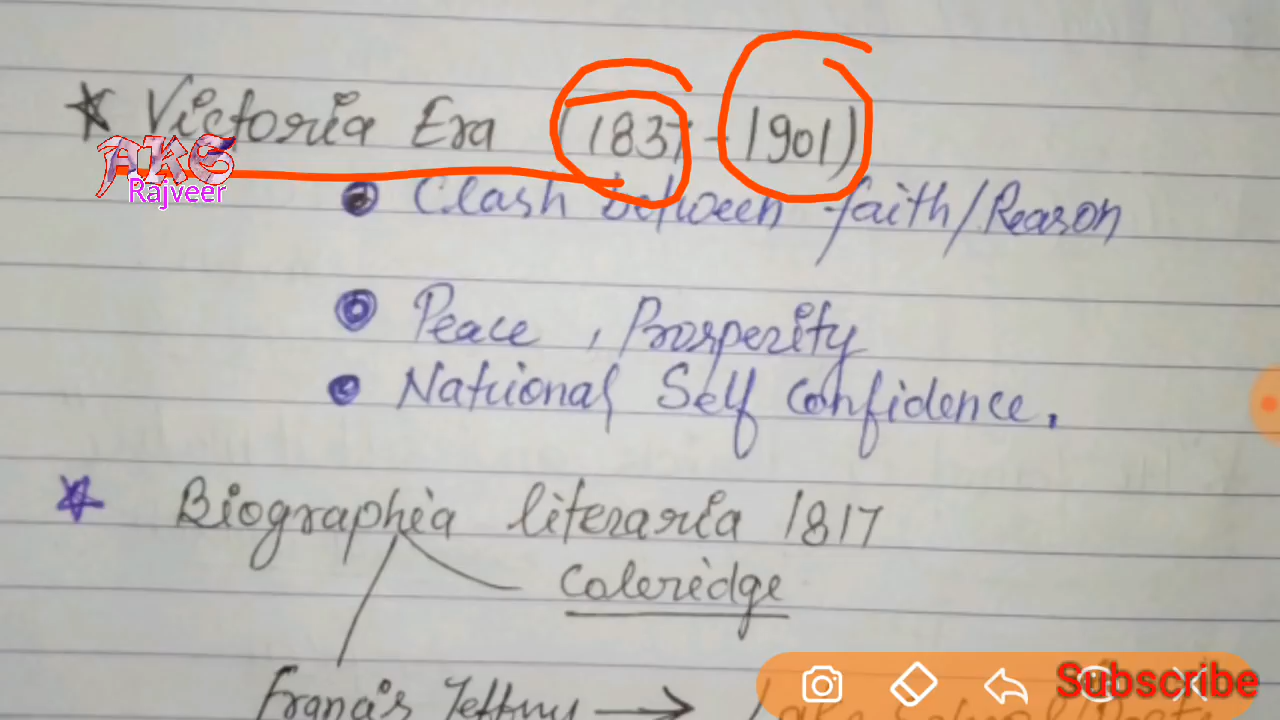 Victoria Era (1837 - 1901)
AKS
Rajveer
Clash between faith/Reason
Peace, Prosperity
National Self Confidence.
Biographia literaria 1817
Coleridge
Francis Jeffrey →
Subscribe